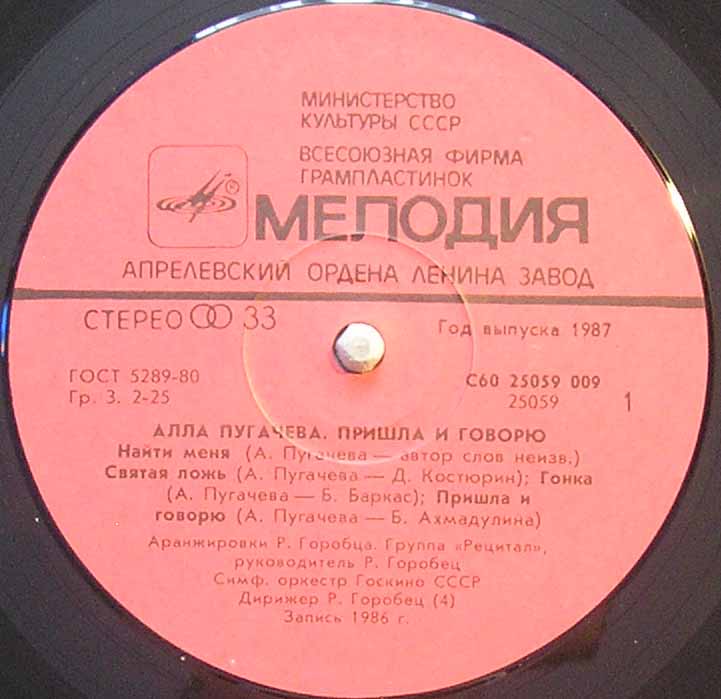 МИНИСТЕРСТВО
КУЛЬТУРЫ СССР
ВСЕСОЮЗНАЯ ФИРМА
ГРАМПЛАСТИНОК
МЕЛОДИЯ
АПРЕЛЕВСКИЙ ОРДЕНА ЛЕНИНА ЗАВОД
СТЕРЕО 33
Год выпуска 1987
ГОСТ 5289-80
Гр. 3. 2-25
С60 25059 009
25059
1
АЛЛА ПУГАЧЕВА. ПРИШЛА И ГОВОРЮ
Найти меня (А. Пугачева — автор слов неизв.)
Святая ложь (А. Пугачева — Д. Костюрин); Гонка
(А. Пугачева — Б. Баркас); Пришла и
говорю (А. Пугачева — Б. Ахмадулина)
Аранжировки Р. Горобца. Группа «Рецитал»,
руководитель Р. Горобец
Симф. оркестр Госкино СССР
Дирижер Р. Горобец (4)
Запись 1986 г.